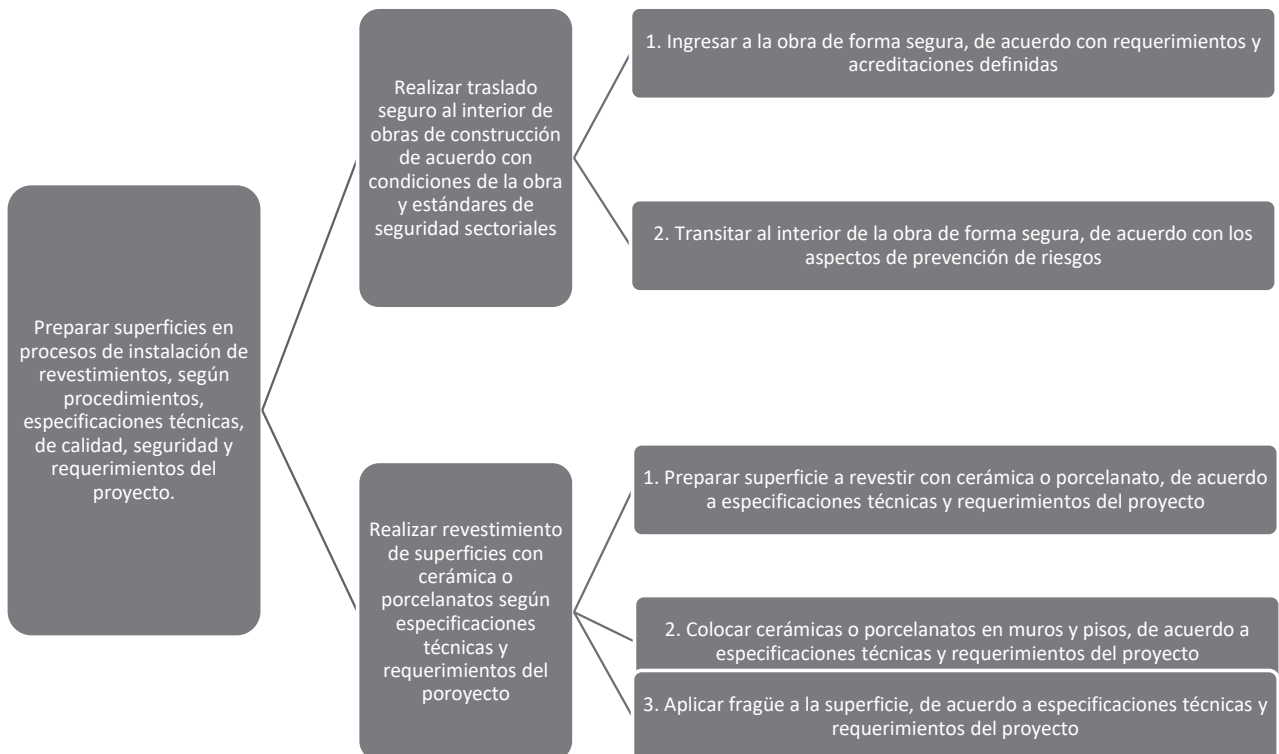 Preparar superficies en
procesos de instalación de
revestimientos, según
procedimientos,
especificaciones técnicas,
de calidad, seguridad y
requerimientos del
proyecto.
Realizar traslado
seguro al interior de
obras de construcción
de acuerdo con
condiciones de la obra
y estándares de
seguridad sectoriales
1. Ingresar a la obra de forma segura, de acuerdo con requerimientos y
acreditaciones definidas
2. Transitar al interior de la obra de forma segura, de acuerdo con los
aspectos de prevención de riesgos
Realizar revestimiento
de superficies con
cerámica o
porcelanatos según
especificaciones
técnicas y
requerimientos del
poroyecto
1. Preparar superficie a revestir con cerámica o porcelanato, de acuerdo
a especificaciones técnicas y requerimientos del proyecto
2. Colocar cerámicas o porcelanatos en muros y pisos, de acuerdo a
especificaciones técnicas y requerimientos del proyecto
3. Aplicar fragüe a la superficie, de acuerdo a especificaciones técnicas y
requerimientos del proyecto